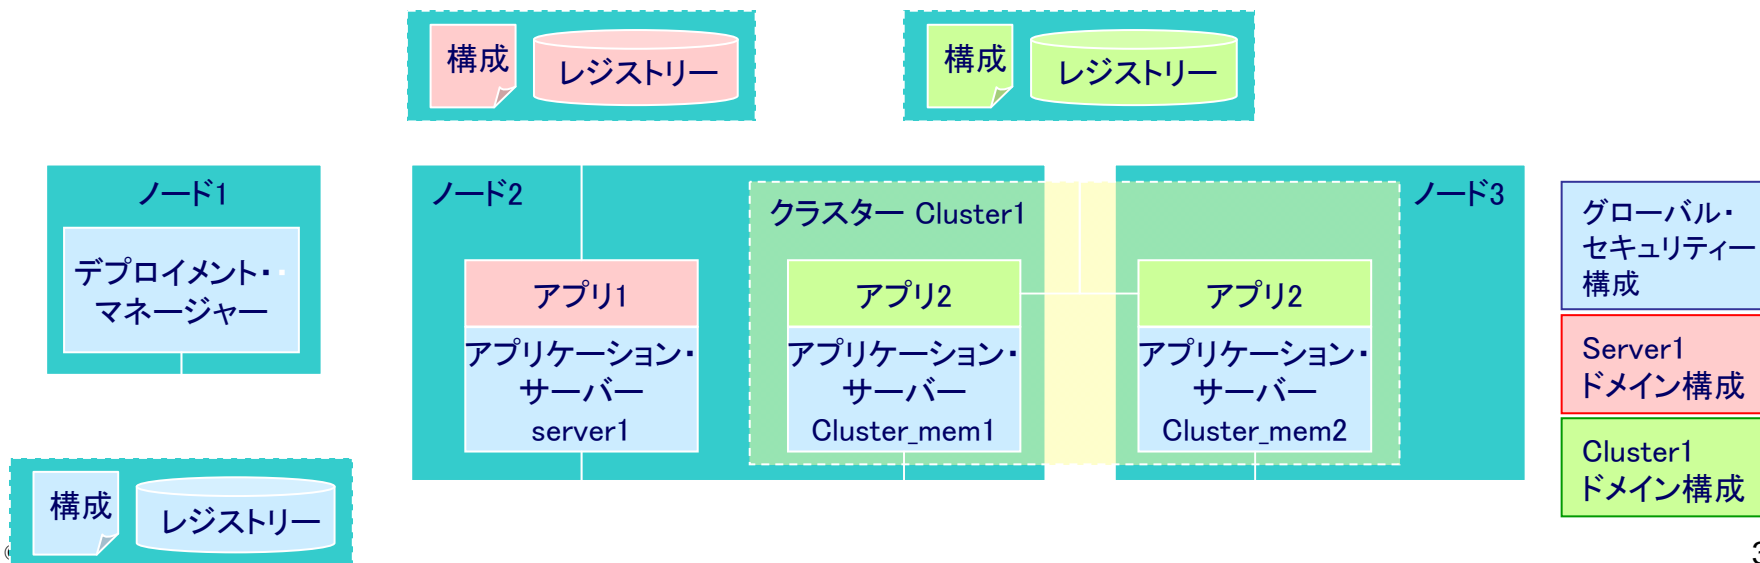 構成
レジストリー
構成
レジストリー
ノード1
デプロイメント・
マネージャー
ノード2
クラスター Cluster1
ノード3
アプリ1
アプリケーション・
サーバー
server1
アプリ2
アプリケーション・
サーバー
Cluster_mem1
アプリ2
アプリケーション・
サーバー
Cluster_mem2
グローバル・
セキュリティー
構成
Server1
ドメイン構成
Cluster1
ドメイン構成
構成
レジストリー